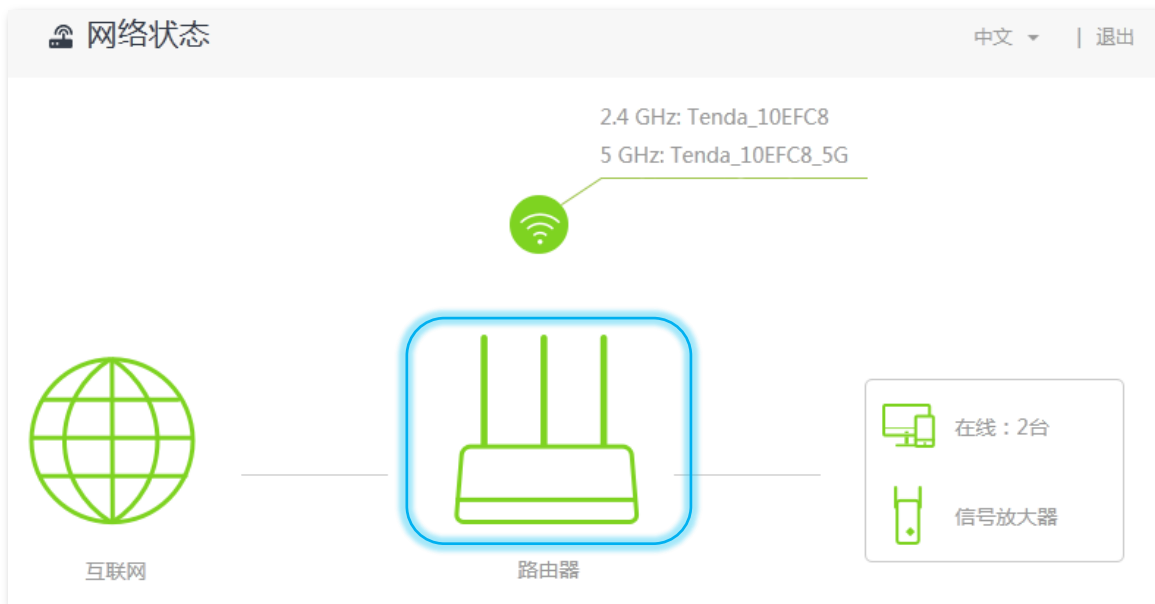 网络状态
中文 | 退出
2.4 GHz: Tenda_10EFC8
5 GHz: Tenda_10EFC8_5G
在线：2台
信号放大器
互联网
路由器